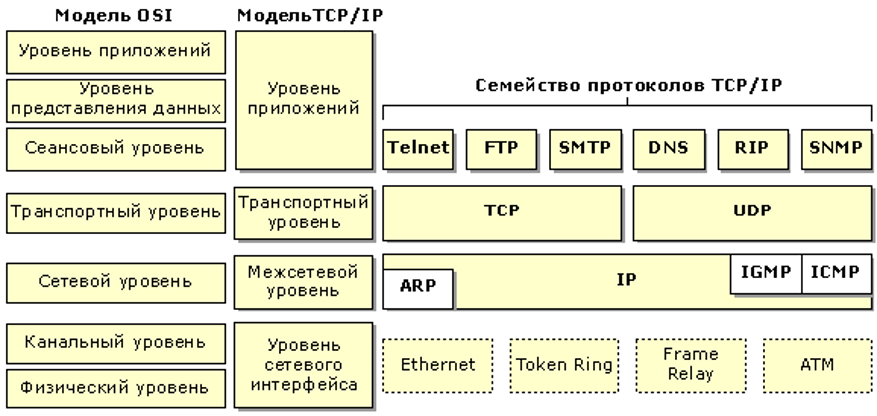 Модель OSI
МодельTCP/IP
Уровень приложений
Уровень
представления данных
Сеансовый уровень
Уровень
приложений
Семейство протоколов TCP/IP
Telnet
FTP
SMTP
DNS
RIP
SNMP
Транспортный уровень
Транспортный
уровень
TCP
UDP
Сетевой уровень
Межсетевой
уровень
ARP
IP
IGMP
ICMP
Канальный уровень
Физический уровень
Уровень
сетевого
интерфейса
Ethernet
Token Ring
Frame
Relay
ATM